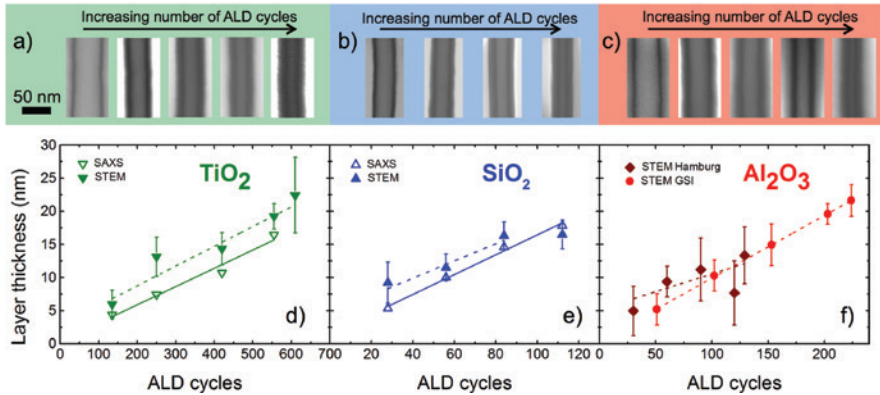 Increasing number of ALD cycles
Increasing number of ALD cycles
Increasing number of ALD cycles
a)
b)
c)
50 nm
Layer thickness (nm)
30
25
20
15
10
5
0
SAXS
STEM
TiO2
d)
0 100 200 300 400 500 600 700
ALD cycles
SAXS
STEM
SiO2
e)
20 40 60 80 100 120
ALD cycles
STEM Hamburg
STEM GSI
Al2O3
f)
0 50 100 150 200
ALD cycles